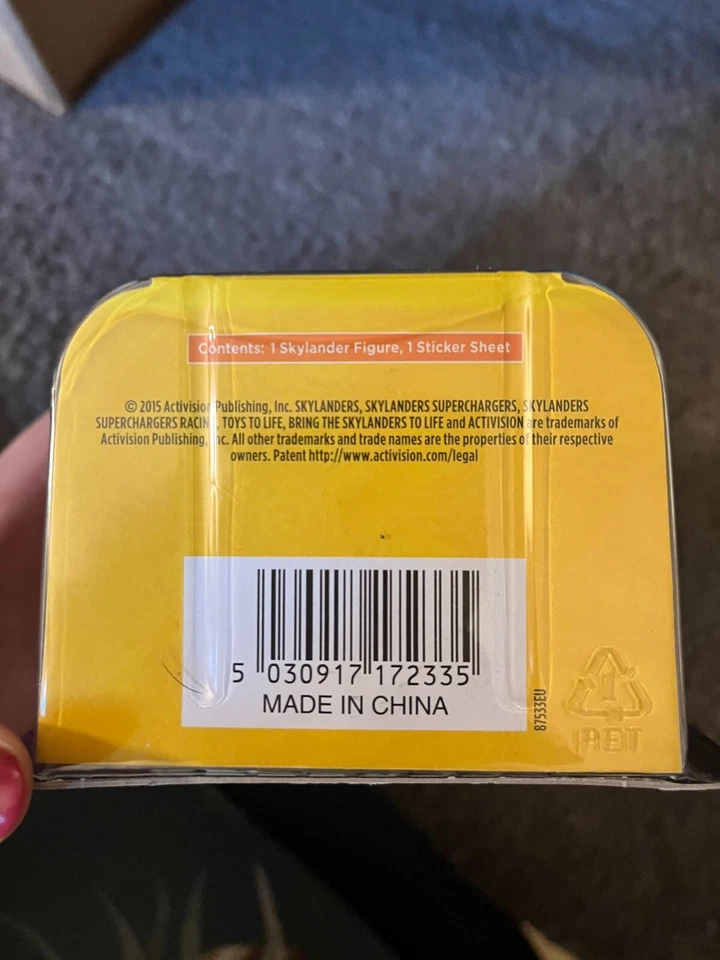 Contents: 1 Skylander Figure, 1 Sticker Sheet
© 2015 Activision Publishing, Inc. SKYLANDERS, SKYLANDERS SUPERCHARGERS, SKYLANDERS
SUPERCHARGERS RACING, TOYS TO LIFE, BRING THE SKYLANDERS TO LIFE and ACTIVISION are trademarks of
Activision Publishing, Inc. All other trademarks and trade names are the properties of their respective
owners. Patent http://www.activision.com/legal
5 030917 172335
MADE IN CHINA
87533EU
1